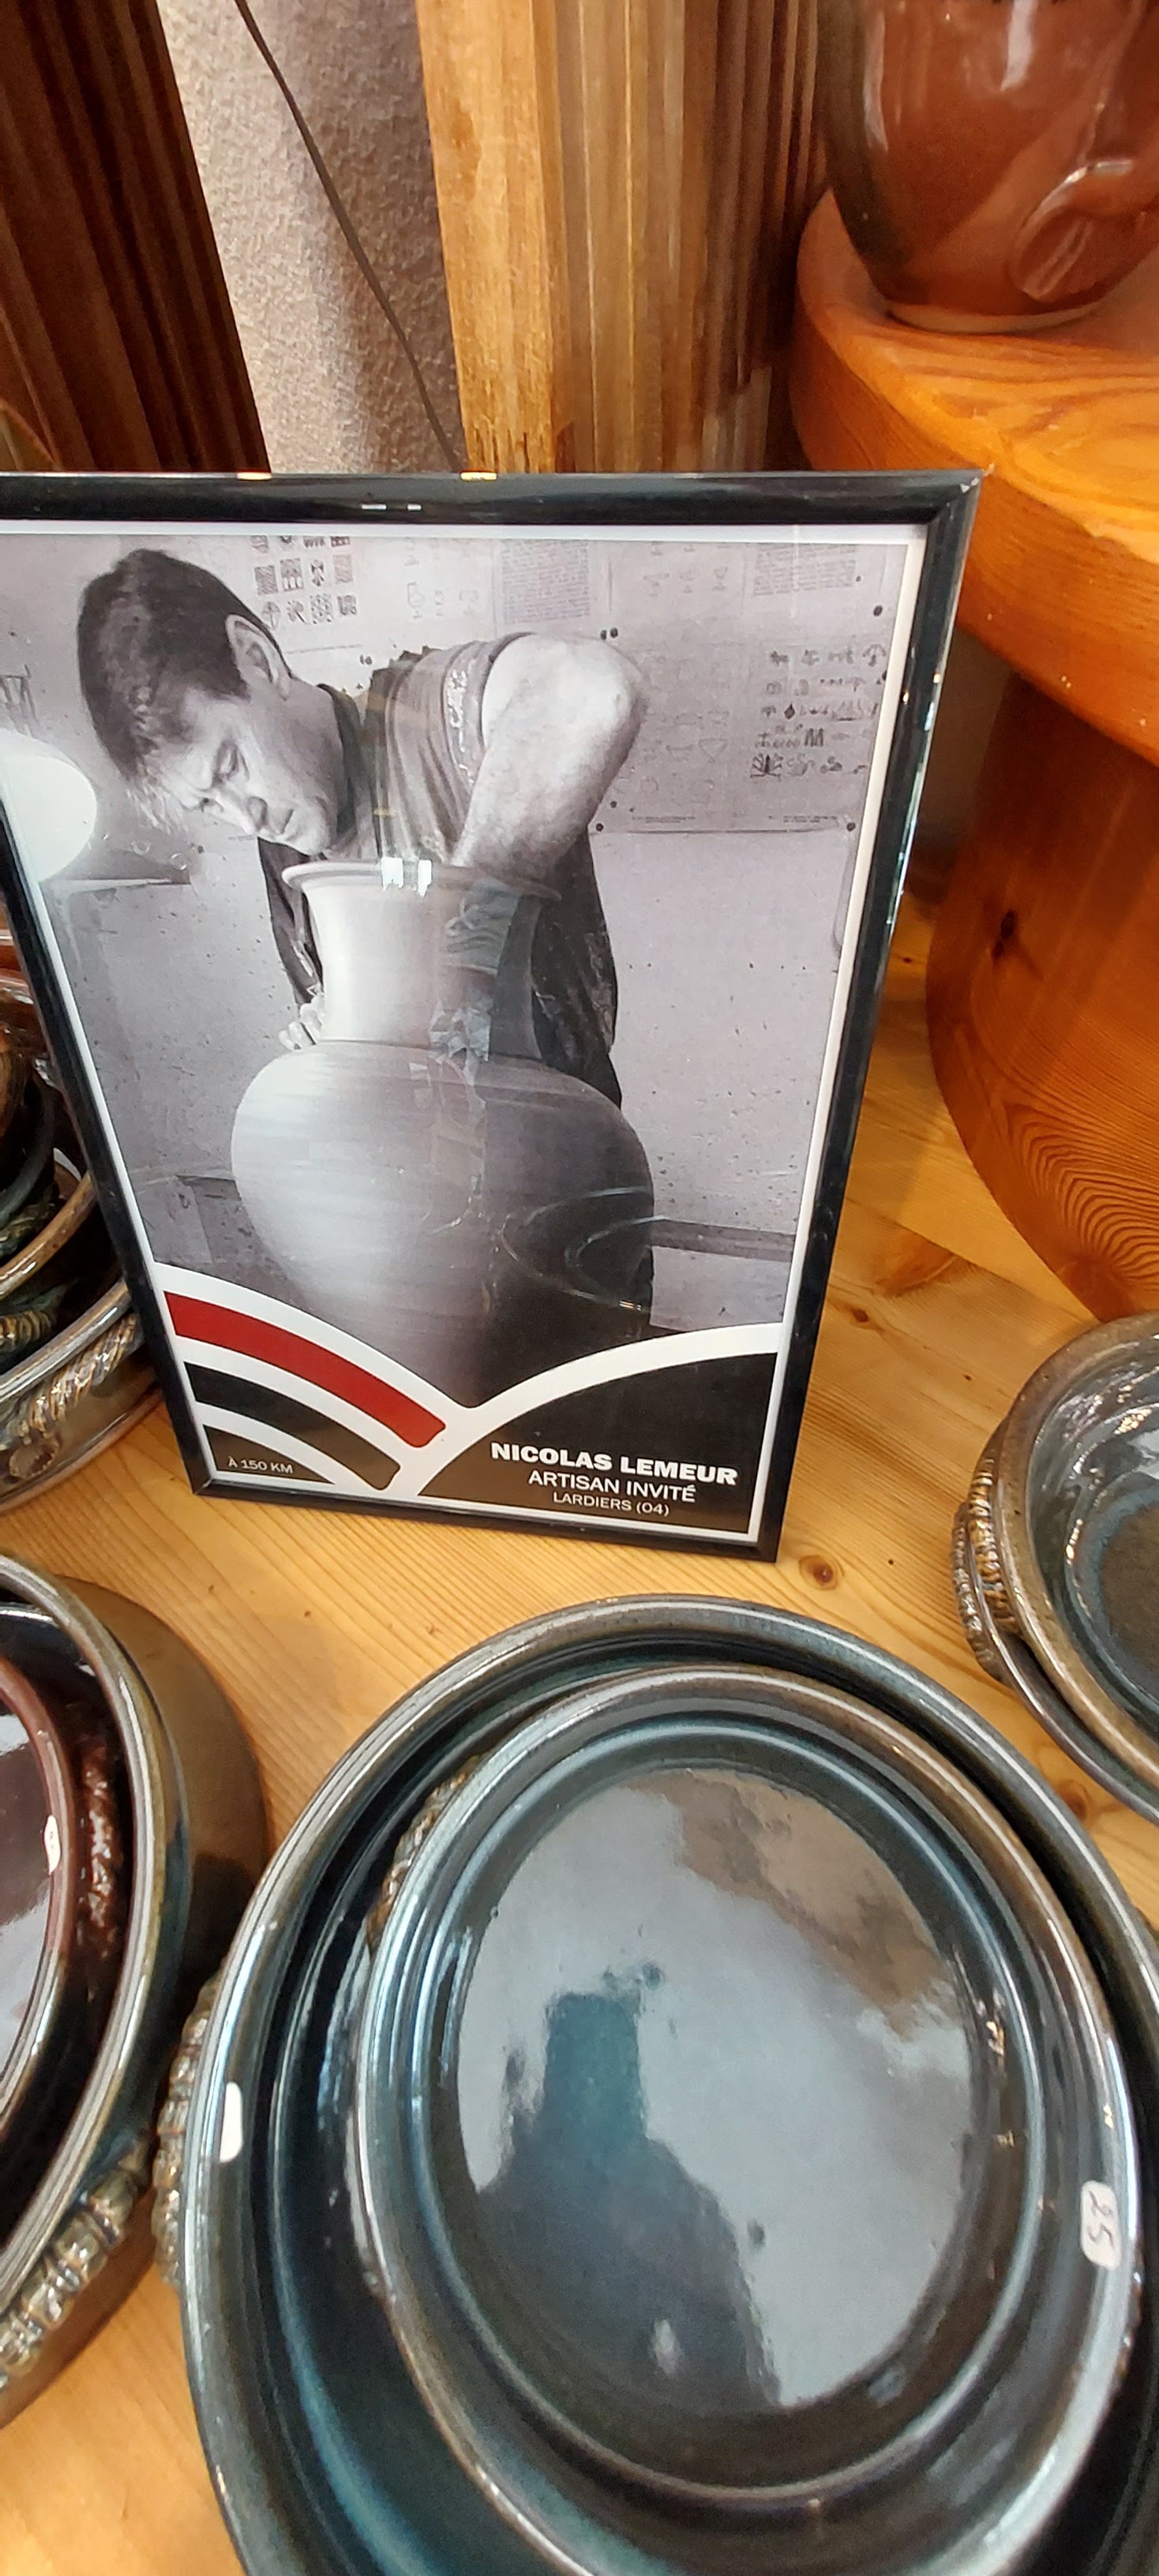 À 150 KM
NICOLAS LEMEUR
ARTISAN INVITÉ
LARDIERS (04)
25